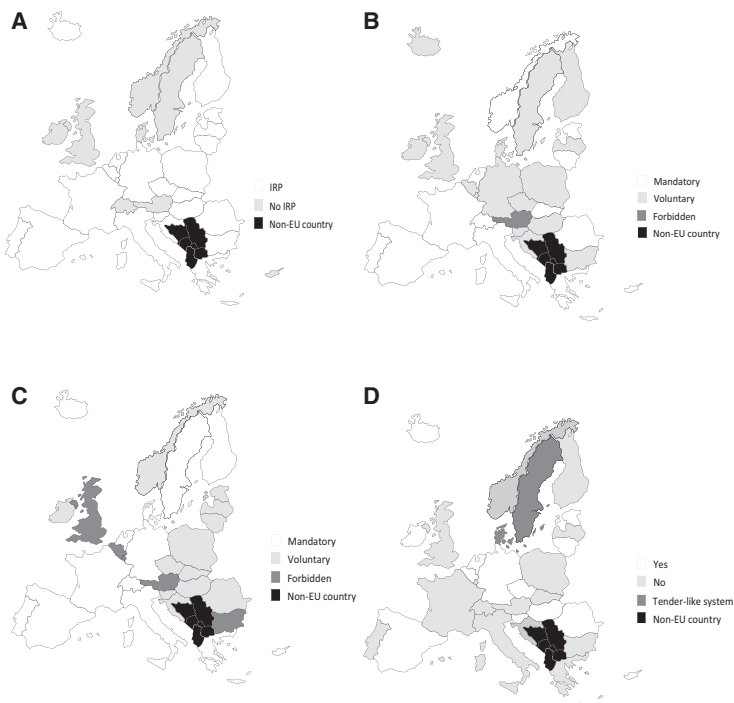 A
IRP
No IRP
Non-EU country
B
Mandatory
Voluntary
Forbidden
Non-EU country
C
Mandatory
Voluntary
Forbidden
Non-EU country
D
Yes
No
Tender-like system
Non-EU country